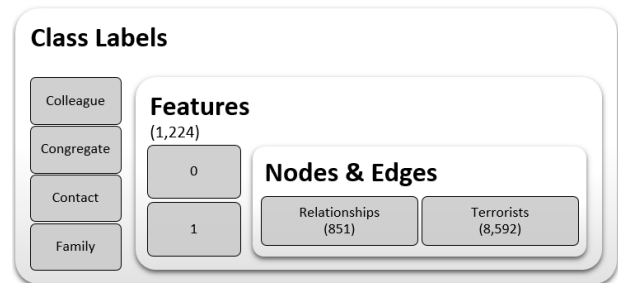 Class Labels
Colleague
Congregate
Contact
Family
Features
(1,224)
0
1
Nodes & Edges
Relationships
(851)
Terrorists
(8,592)